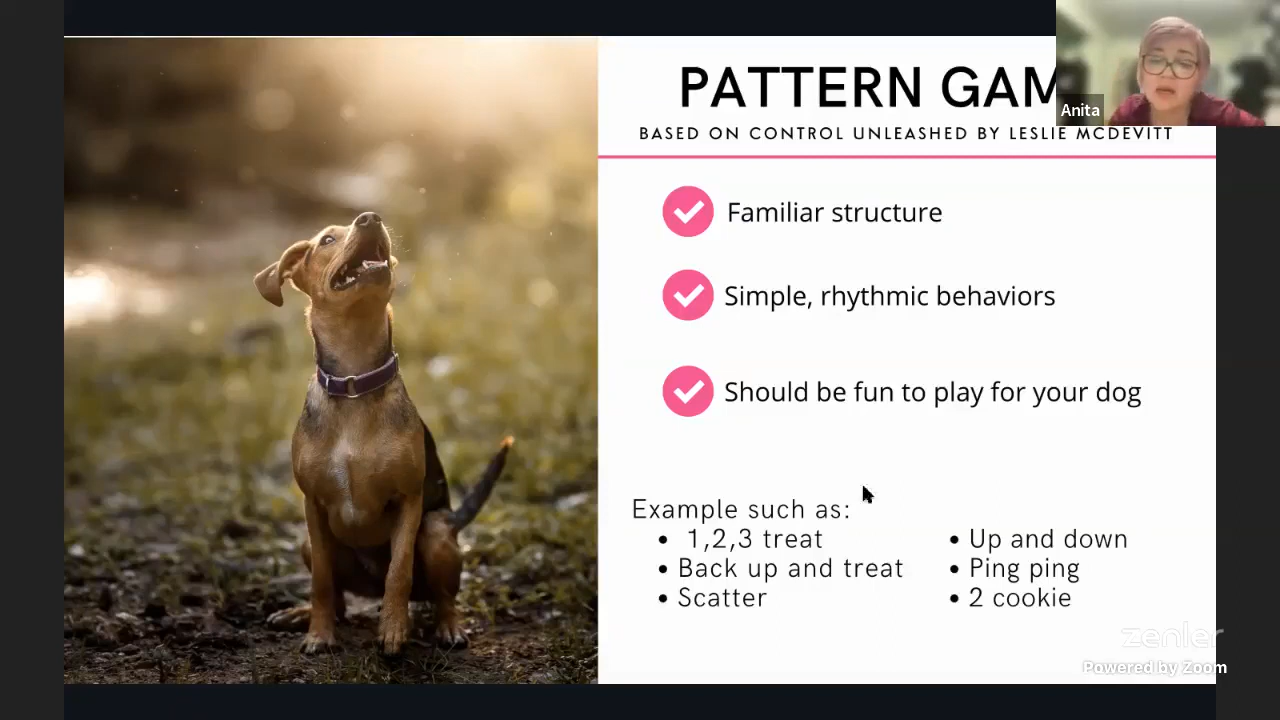 PATTERN GAM
Anita
BASED ON CONTROL UNLEASHED BY LESLIE MCDEVITT
Familiar structure
Simple, rhythmic behaviors
Should be fun to play for your dog
Example such as:
1,2,3 treat
Back up and treat
Scatter
Up and down
Ping ping
2 cookie
zenler
Powered by Zoom